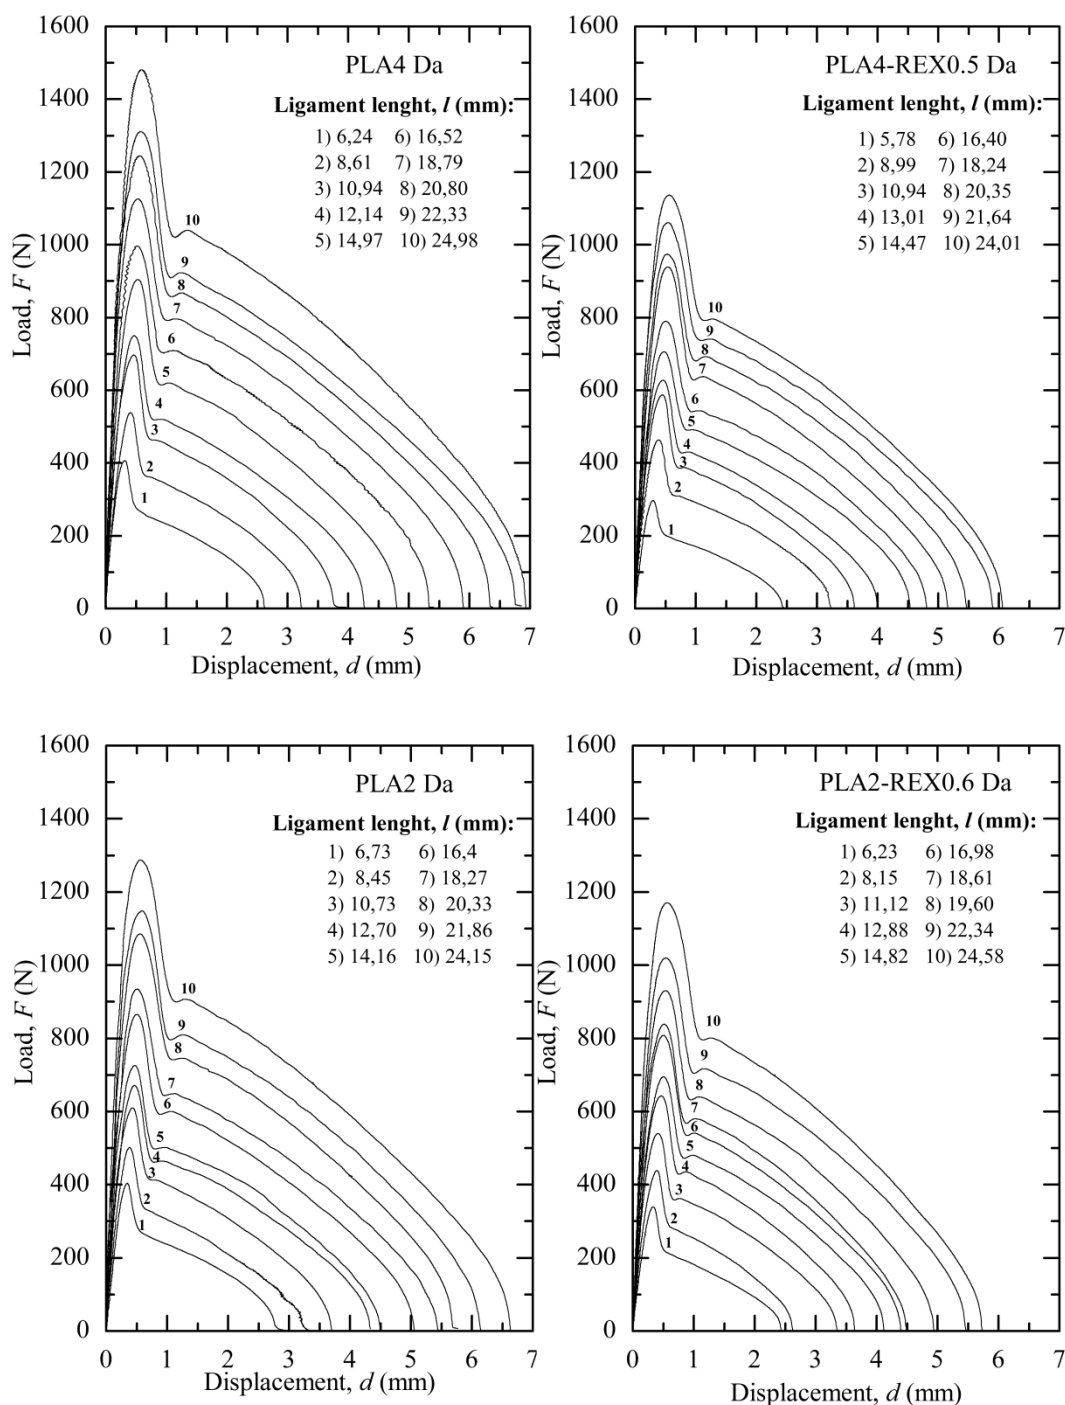 PLA4 Da
Ligament lenght, l (mm):
1) 6,24 6) 16,52
2) 8,61 7) 18,79
3) 10,94 8) 20,80
4) 12,14 9) 22,33
5) 14,97 10) 24,98
1600
1400
1200
1000
800
600
400
200
0
Load, F (N)
10
9
8
7
6
5
4
3
2
1
0 1 2 3 4 5 6 7
Displacement, d (mm)
PLA4-REX0.5 Da
Ligament lenght, l (mm):
1) 5,78 6) 16,40
2) 8,99 7) 18,24
3) 10,94 8) 20,35
4) 13,01 9) 21,64
5) 14,47 10) 24,01
1600
1400
1200
1000
800
600
400
200
0
Load, F (N)
10
9
8
7
6
5
4
3
2
1
0 1 2 3 4 5 6 7
Displacement, d (mm)
PLA2 Da
Ligament lenght, l (mm):
1) 6,73 6) 16,4
2) 8,45 7) 18,27
3) 10,73 8) 20,33
4) 12,70 9) 21,86
5) 14,16 10) 24,15
1600
1400
1200
1000
800
600
400
200
0
Load, F (N)
10
9
8
7
6
5
4
3
2
1
0 1 2 3 4 5 6 7
Displacement, d (mm)
PLA2-REX0.6 Da
Ligament lenght, l (mm):
1) 6,23 6) 16,98
2) 8,15 7) 18,61
3) 11,12 8) 19,60
4) 12,88 9) 22,34
5) 14,82 10) 24,58
1600
1400
1200
1000
800
600
400
200
0
Load, F (N)
10
9
8
7
6
5
4
3
2
1
0 1 2 3 4 5 6 7
Displacement, d (mm)